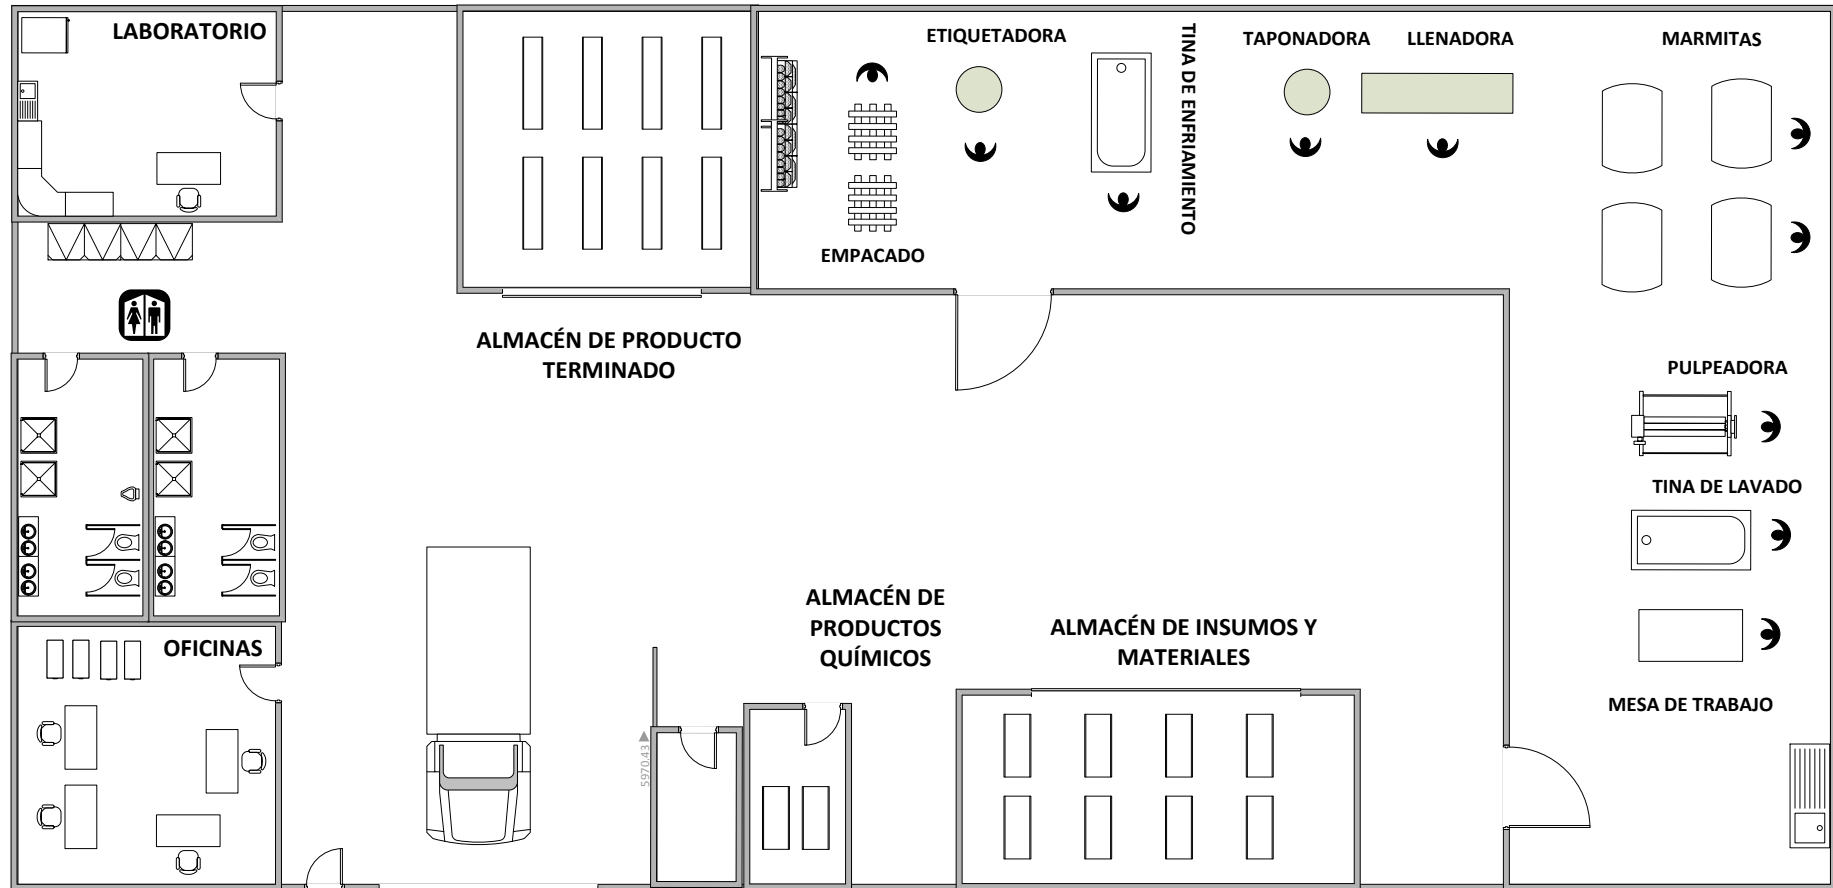 LABORATORIO
ETIQUETADORA
TINA DE ENFRIAMIENTO
TAPONADORA
LLENADORA
MARMITAS
EMPACADO
ALMACÉN DE PRODUCTO
TERMINADO
PULPEADORA
TINA DE LAVADO
ALMACÉN DE
PRODUCTOS
QUÍMICOS
ALMACÉN DE INSUMOS Y
MATERIALES
OFICINAS
MESA DE TRABAJO
5970.43